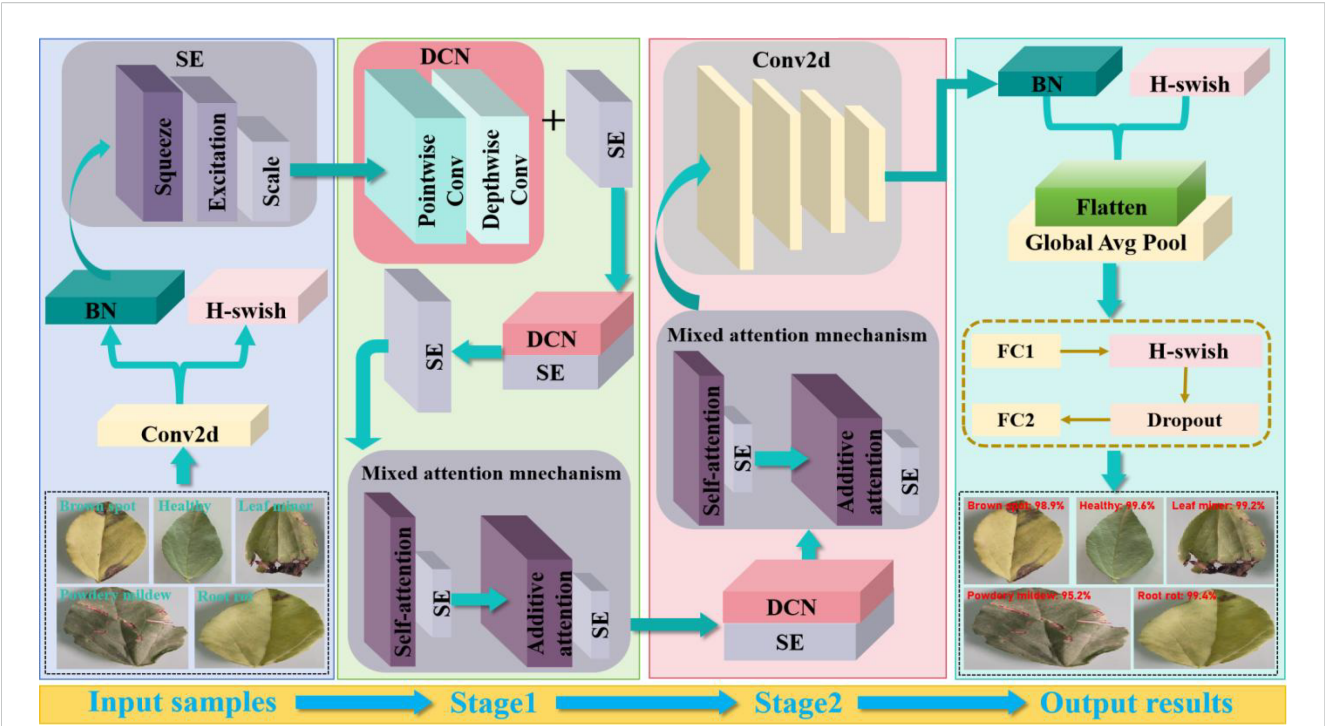 SE
Squeeze
Excitation
Scale
BN
H-swish
Conv2d
Brown spot
Healthy
Leaf miner
Powdery mildew
Root rot
DCN
Pointwise
Conv
Depthwise
Conv
+
SE
DCN
SE
SE
Mixed attention mnechanism
Self-attention
SE
Additive
attention
SE
Conv2d
Mixed attention mnechanism
Self-attention
SE
Additive
attention
SE
DCN
SE
BN
H-swish
Flatten
Global Avg Pool
FC1
H-swish
FC2
Dropout
Brown spot: 98.9%
Healthy: 99.6%
Leaf miner: 99.2%
Powdery mildew: 95.2%
Root rot: 99.4%
Input samples
Stage1
Stage2
Output results